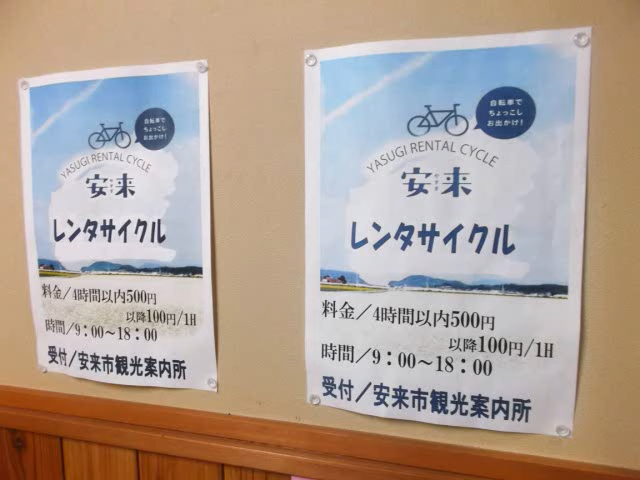 自転車で
ちょっこし
お出かけ!
YASUGI RENTAL CYCLE
安来
やすぎ
レンタサイクル
料金/4時間以内500円
以降100円/1H
時間/9:00~18:00
受付/安来市観光案内所
自転車で
ちょっこし
お出かけ!
YASUGI RENTAL CYCLE
安来
やすぎ
レンタサイクル
料金/4時間以内500円
以降100円/1H
時間/9:00~18:00
受付/安来市観光案内所